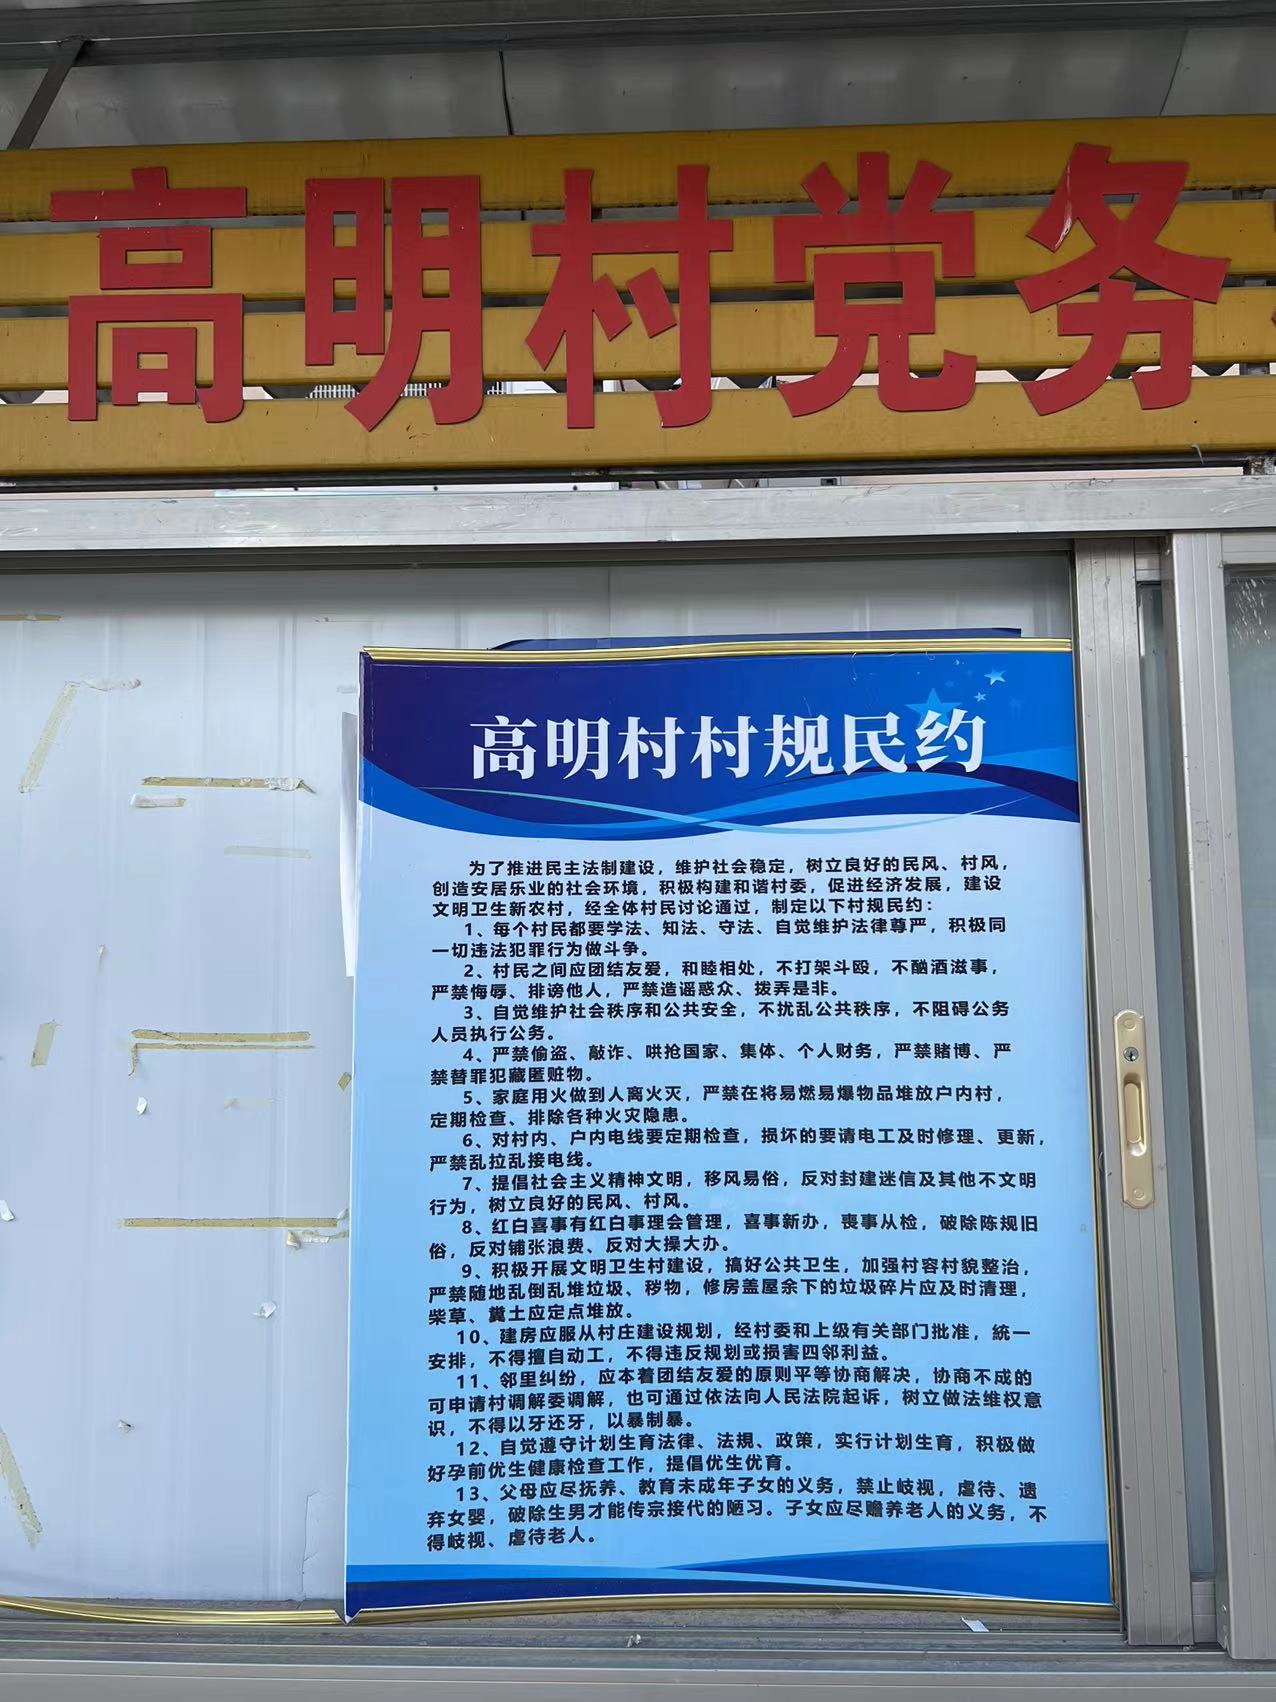 高明村党务
高明村村规民约
为了推进民主法制建设，维护社会稳定，树立良好的民风、村风，
创造安居乐业的社会环境，积极构建和谐村委，促进经济发展，建设
文明卫生新农村，经全体村民讨论通过，制定以下村规民约：
1、每个村民都要学法、知法、守法、自觉维护法律尊严，积极同
一切违法犯罪行为做斗争。
2、村民之间应团结友爱，和睦相处，不打架斗殴，不酗酒滋事，
严禁侮辱、排谤他人，严禁造谣惑众、拨弄是非。
3、自觉维护社会秩序和公共安全，不扰乱公共秩序，不阻碍公务
人员执行公务。
4、严禁偷盗、敲诈、哄抢国家、集体、个人财务，严禁赌博、严
禁替罪犯藏匿赃物。
5、家庭用火做到人离火灭，严禁在将易燃易爆物品堆放户内村，
定期检查、排除各种火灾隐患。
6、对村内、户内电线要定期检查，损坏的要请电工及时修理、更新，
严禁乱拉乱接电线。
7、提倡社会主义精神文明，移风易俗，反对封建迷信及其他不文明
行为，树立良好的民风、村风。
8、红白喜事有红白事理会管理，喜事新办，丧事从检，破除陈规旧
俗，反对铺张浪费、反对大操大办。
9、积极开展文明卫生村建设，搞好公共卫生，加强村容村貌整治，
严禁随地乱倒乱堆垃圾、秽物，修房盖屋余下的垃圾碎片应及时清理，
柴草、粪土应定点堆放。
10、建房应服从村庄建设规划，经村委和上级有关部门批准，統一
安排，不得擅自动工，不得违反规划或损害四邻利益。
11、邻里纠纷，应本着团结友爱的原则平等协商解决，协商不成的
可申请村调解委调解，也可通过依法向人民法院起诉，树立做法维权意
识，不得以牙还牙，以暴制暴。
12、自觉遵守计划生育法律、法規、政策，实行计划生育，积极做
好孕前优生健康检查工作，提倡优生优育。
13、父母应尽抚养、教育未成年子女的义务，禁止歧视，虐待、遗
弃女婴，破除生男才能传宗接代的陋习。子女应尽赡养老人的义务，不
得歧视、虐待老人。